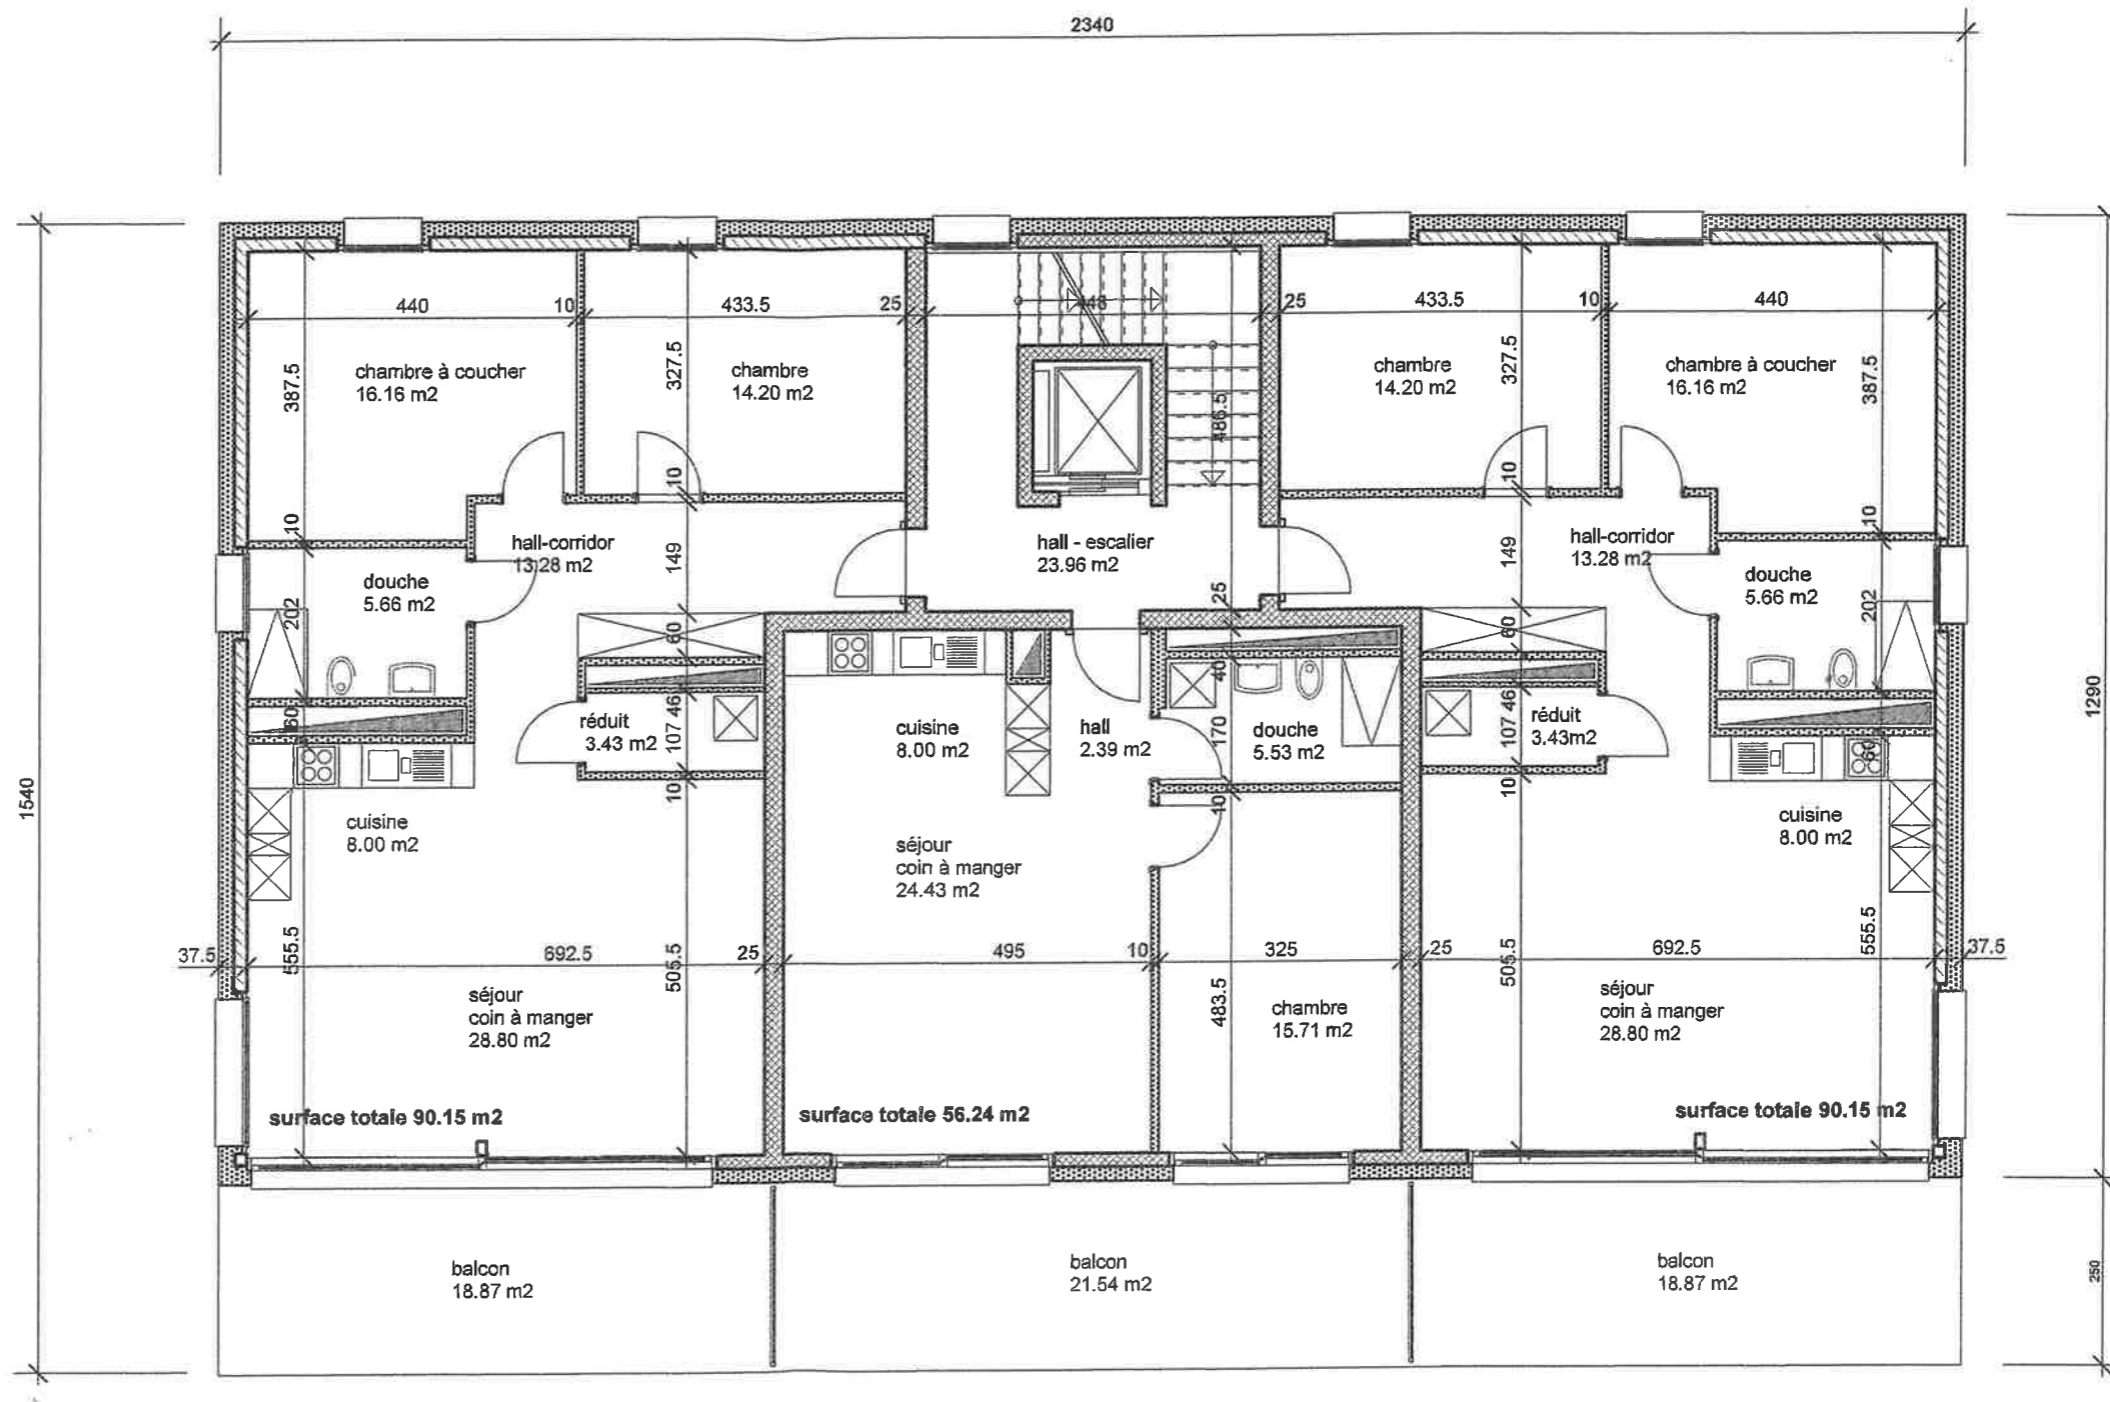 2340
440
10
433.5
25
448
25
433.5
10
440
387.5
chambre à coucher
16.16 m2
327.5
chambre
14.20 m2
486.5
chambre
14.20 m2
327.5
chambre à coucher
16.16 m2
387.5
10
10
10
10
hall-corridor
13.28 m2
149
hall - escalier
23.96 m2
149
hall-corridor
13.28 m2
douche
5.66 m2
202
25
douche
5.66 m2
202
60
60
40
60
réduit
3.43 m2
107 46
cuisine
8.00 m2
hall
2.39 m2
170
douche
5.53 m2
107 46
réduit
3.43m2
60
1290
1540
10
10
10
cuisine
8.00 m2
séjour
coin à manger
24.43 m2
cuisine
8.00 m2
37.5
555.5
692.5
505.5
25
495
10
325
25
505.5
692.5
555.5
37.5
séjour
coin à manger
28.80 m2
483.5
chambre
15.71 m2
séjour
coin à manger
28.80 m2
surface totale 90.15 m2
surface totale 56.24 m2
surface totale 90.15 m2
balcon
18.87 m2
balcon
21.54 m2
balcon
18.87 m2
250